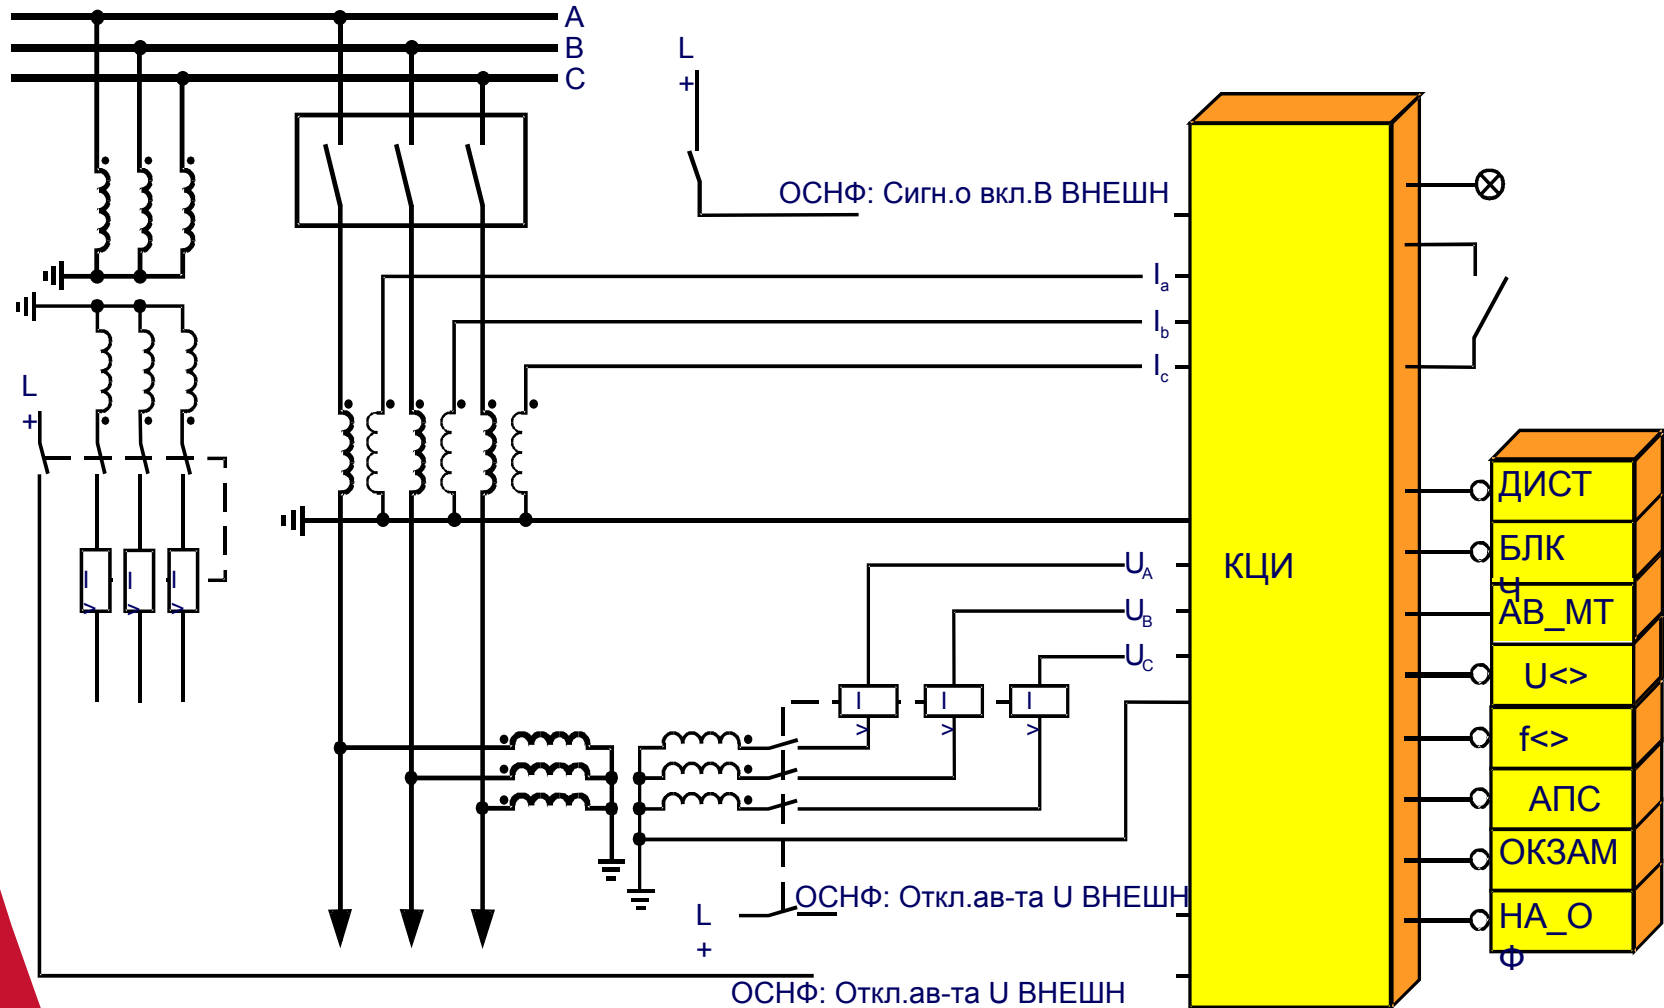 A
B
C
L
+
ОСНФ: Сигн.о вкл.В ВНЕШН
Ia
Ib
Ic
L
+
I
>
I
>
I
>
КЦИ
UA
UB
UC
I
>
I
>
I
>
ДИСТ
БЛК
Ч
АВ_МТ
U<>
f<>
АПС
ОКЗАМ
НА_О
Ф
ОСНФ: Откл.ав-та U ВНЕШН
L
+
ОСНФ: Откл.ав-та U ВНЕШН